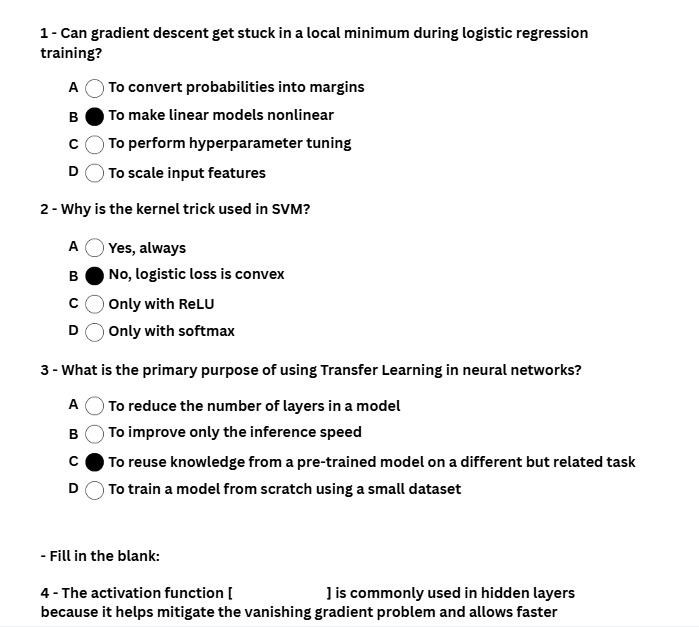 1 - Can gradient descent get stuck in a local minimum during logistic regression
training?
A To convert probabilities into margins
B To make linear models nonlinear
C To perform hyperparameter tuning
D To scale input features
2 - Why is the kernel trick used in SVM?
A Yes, always
B No, logistic loss is convex
C Only with ReLU
D Only with softmax
3 - What is the primary purpose of using Transfer Learning in neural networks?
A To reduce the number of layers in a model
B To improve only the inference speed
C To reuse knowledge from a pre-trained model on a different but related task
D To train a model from scratch using a small dataset
- Fill in the blank:
4 - The activation function [ ] is commonly used in hidden layers
because it helps mitigate the vanishing gradient problem and allows faster